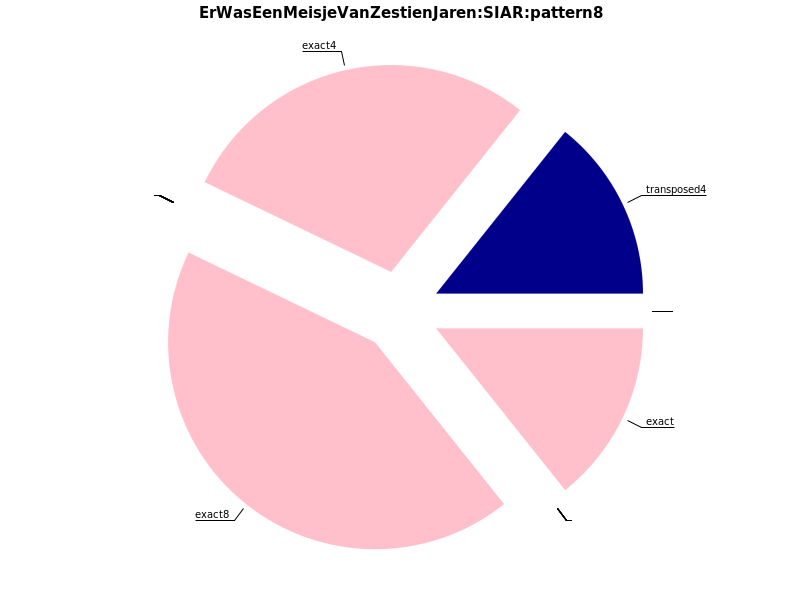 ErWasEenMeisjeVanZestienJaren:SIAR:pattern8
exact4
transposed4
exact
exact8